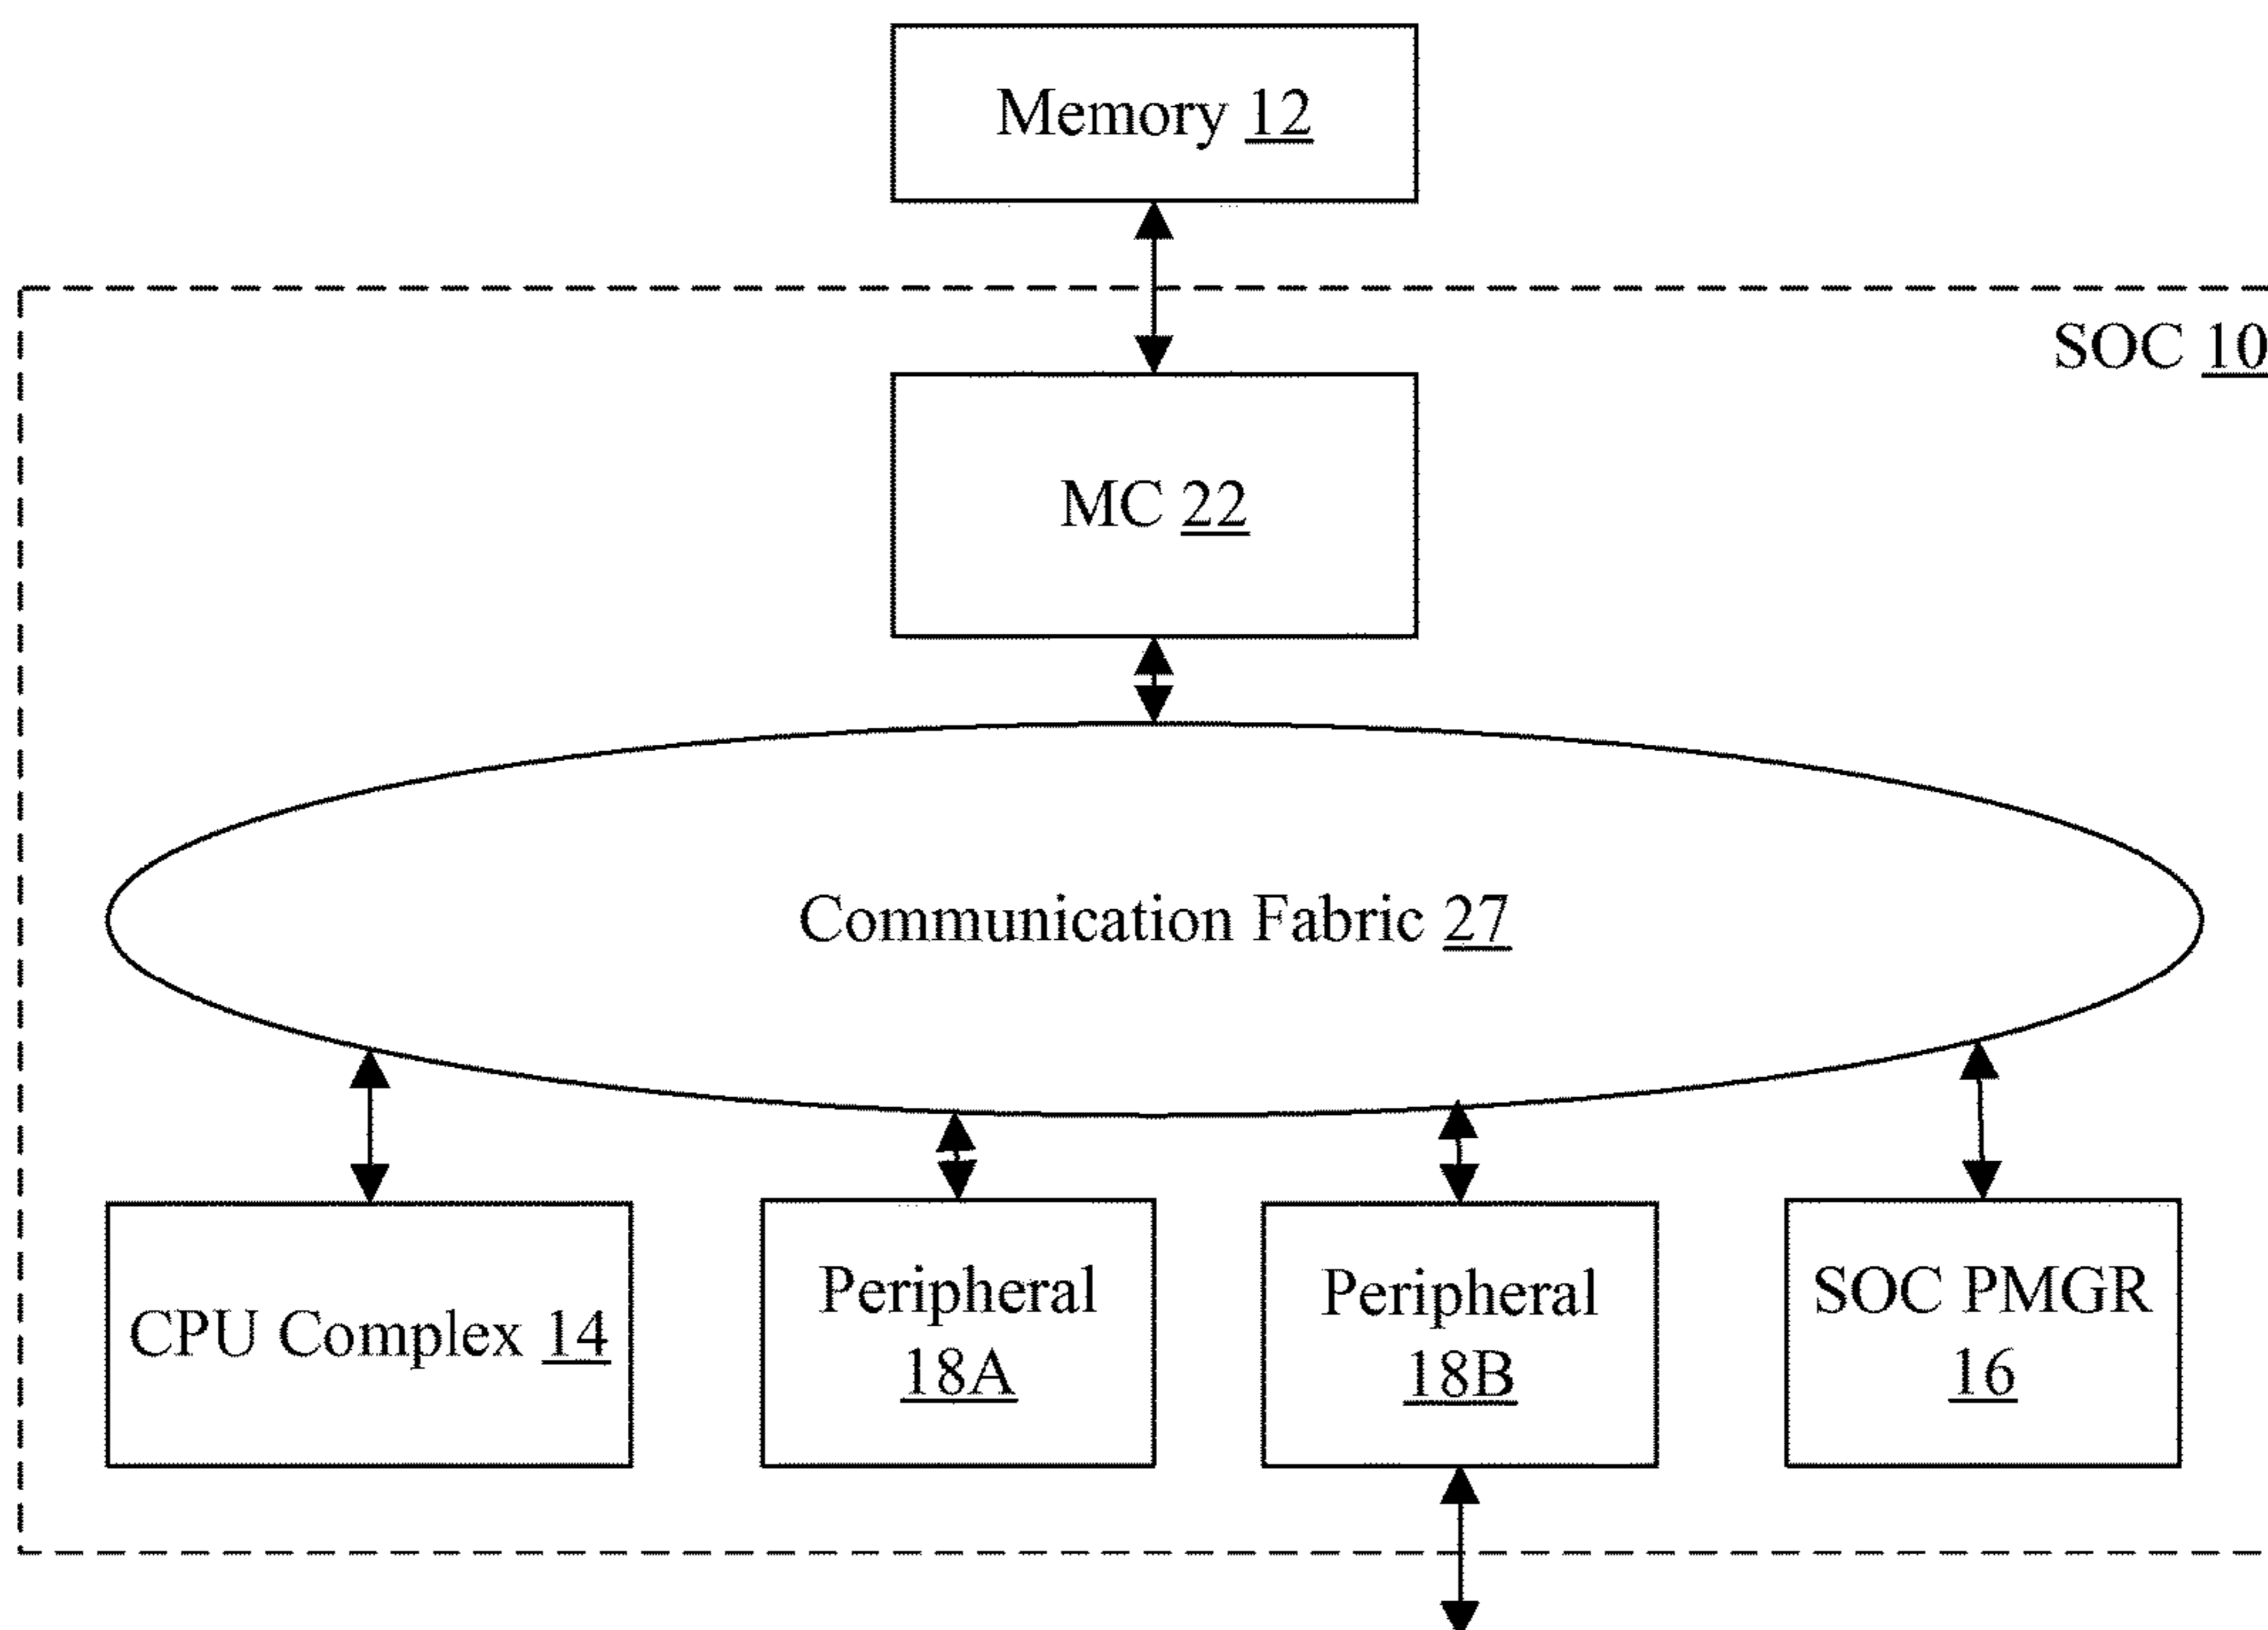 Memory 12
SOC 10
MC 22
Communication Fabric 27
CPU Complex 14
Peripheral
18A
Peripheral
18B
SOC PMGR
16